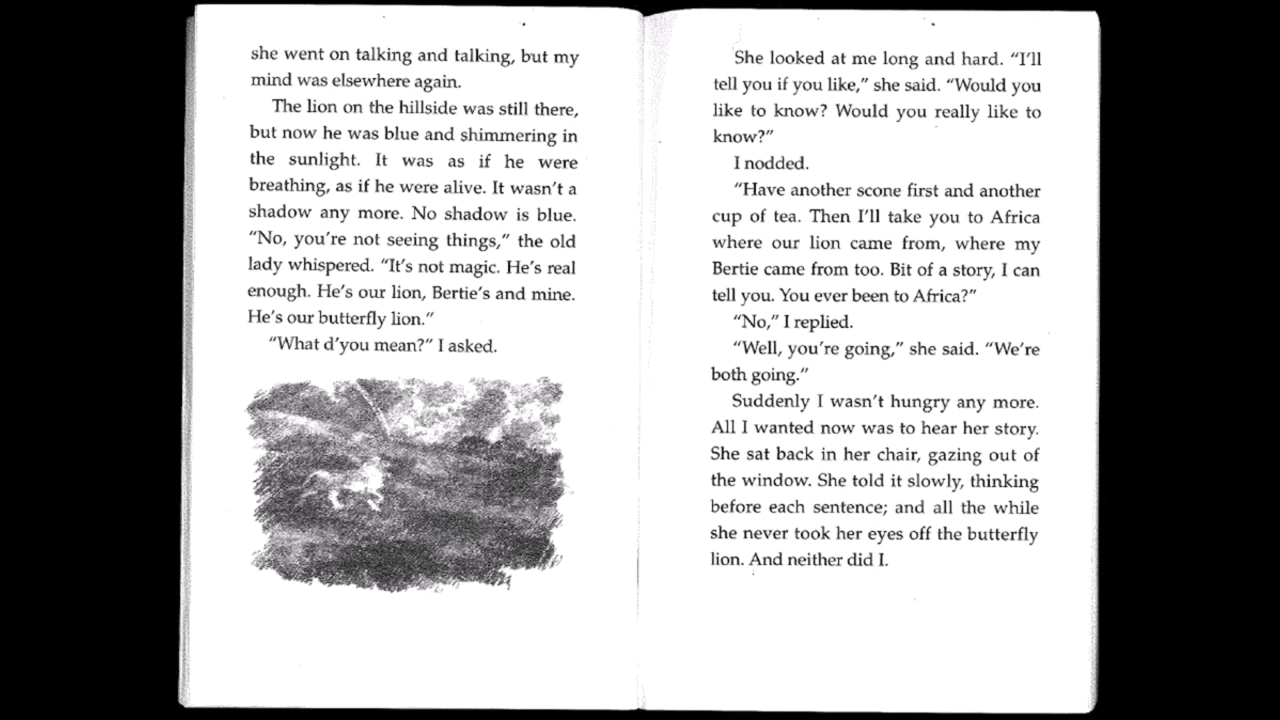 she went on talking and talking, but my
mind was elsewhere again.
The lion on the hillside was still there,
but now he was blue and shimmering in
the sunlight. It was as if he were
breathing, as if he were alive. It wasn't a
shadow any more. No shadow is blue.
“No, you're not seeing things,” the old
lady whispered. “It's not magic. He's real
enough. He's our lion, Bertie's and mine.
He's our butterfly lion.”
“What d'you mean?” I asked.
She looked at me long and hard. “I'll
tell you if you like,” she said. “Would you
like to know? Would you really like to
know?”
I nodded.
“Have another scone first and another
cup of tea. Then I'll take you to Africa
where our lion came from, where my
Bertie came from too. Bit of a story, I can
tell you. You ever been to Africa?”
“No,” I replied.
“Well, you're going,” she said. “We're
both going.”
Suddenly I wasn't hungry any more.
All I wanted now was to hear her story.
She sat back in her chair, gazing out of
the window. She told it slowly, thinking
before each sentence; and all the while
she never took her eyes off the butterfly
lion. And neither did I.